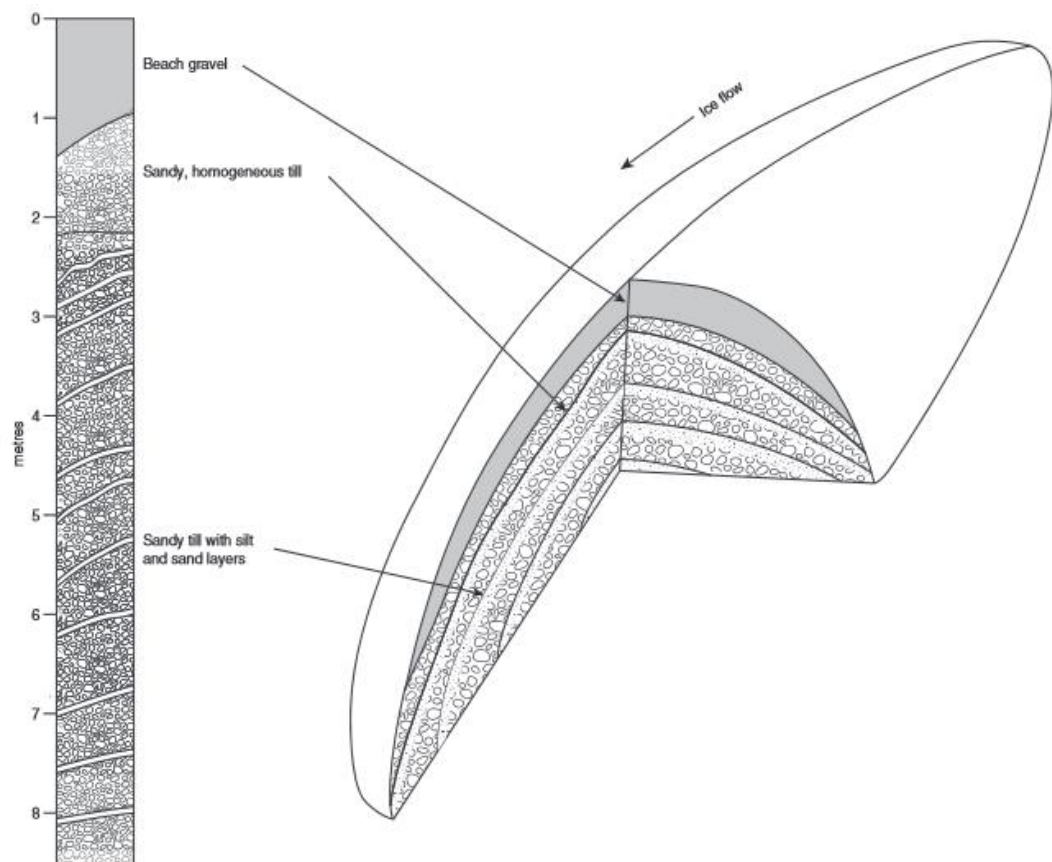 0
Beach gravel
Ice flow
1
Sandy, homogeneous till
2
3
4
metres
5
Sandy till with silt
and sand layers
6
7
8